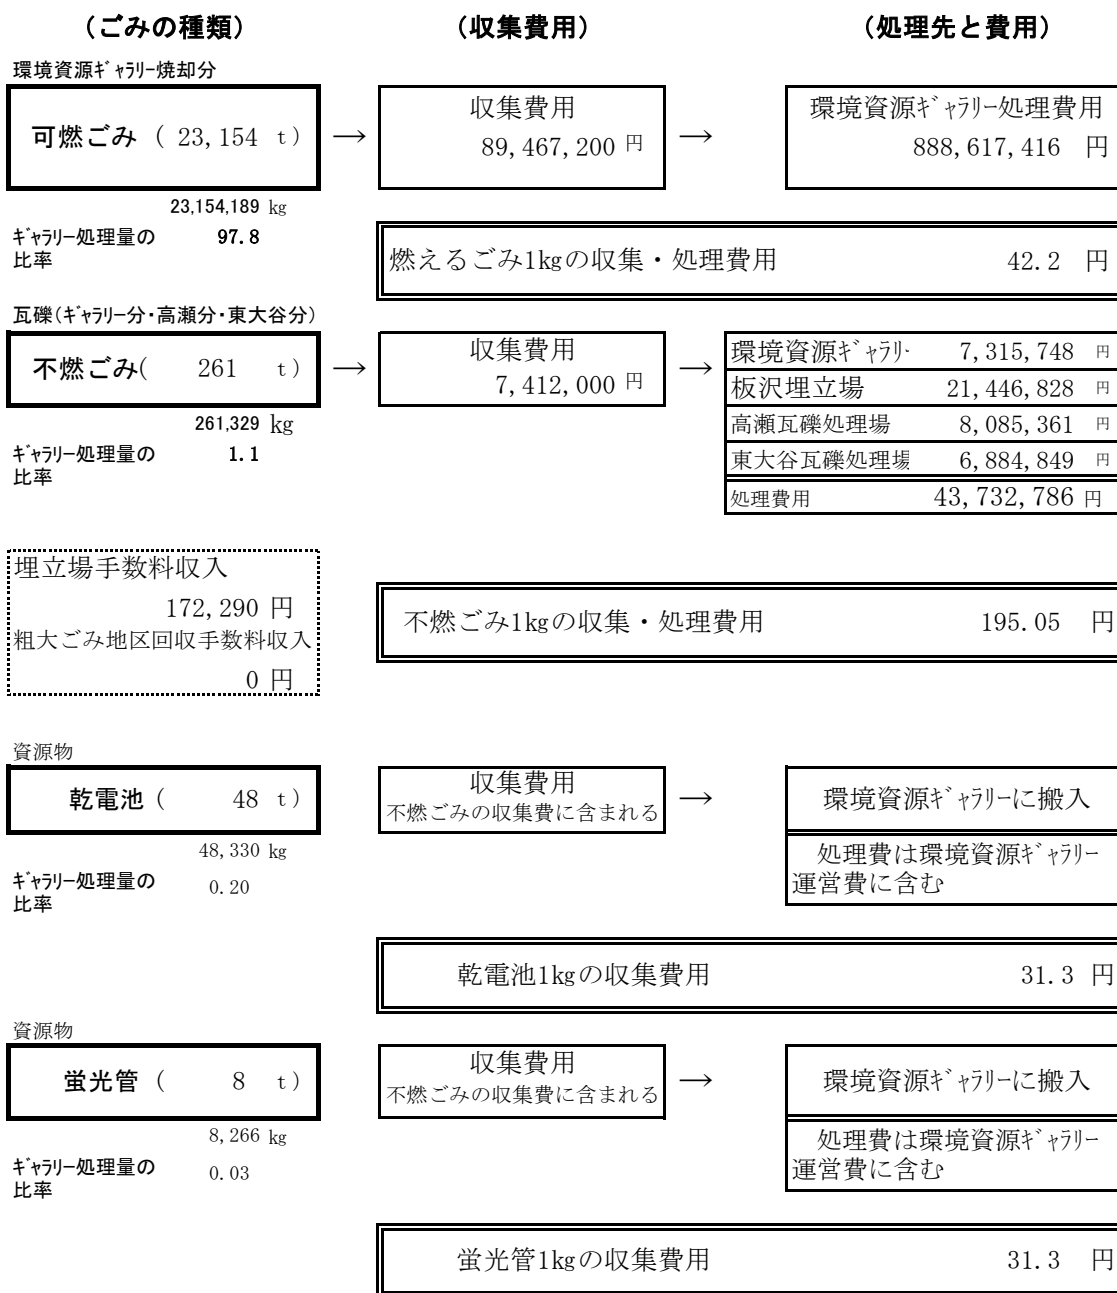 （ごみの種類） （収集費用） （処理先と費用）
環境資源ｷﾞｬﾗﾘｰ焼却分
可燃ごみ （ 23,154 t） → 収集費用 89,467,200 円 → 環境資源ｷﾞｬﾗﾘｰ処理費用 888,617,416 円
23,154,189 kg
ｷﾞｬﾗﾘｰ処理量の比率 97.8
燃えるごみ1kgの収集・処理費用 42.2 円
瓦礫(ｷﾞｬﾗﾘｰ分・高瀬分・東大谷分)
不燃ごみ( 261 t） → 収集費用 7,412,000 円 →
環境資源ｷﾞｬﾗﾘｰ 7,315,748 円
板沢埋立場 21,446,828 円
高瀬瓦礫処理場 8,085,361 円
東大谷瓦礫処理場 6,884,849 円
処理費用 43,732,786 円
261,329 kg
ｷﾞｬﾗﾘｰ処理量の比率 1.1
埋立場手数料収入
172,290 円
粗大ごみ地区回収手数料収入
0 円
不燃ごみ1kgの収集・処理費用 195.05 円
資源物
乾電池（ 48 t） 収集費用 不燃ごみの収集費に含まれる → 環境資源ｷﾞｬﾗﾘｰに搬入
処理費は環境資源ｷﾞｬﾗﾘｰ
運営費に含む
48,330 kg
ｷﾞｬﾗﾘｰ処理量の比率 0.20
乾電池1kgの収集費用 31.3 円
資源物
蛍光管（ 8 t） 収集費用 不燃ごみの収集費に含まれる → 環境資源ｷﾞｬﾗﾘｰに搬入
処理費は環境資源ｷﾞｬﾗﾘｰ
運営費に含む
8,266 kg
ｷﾞｬﾗﾘｰ処理量の比率 0.03
蛍光管1kgの収集費用 31.3 円